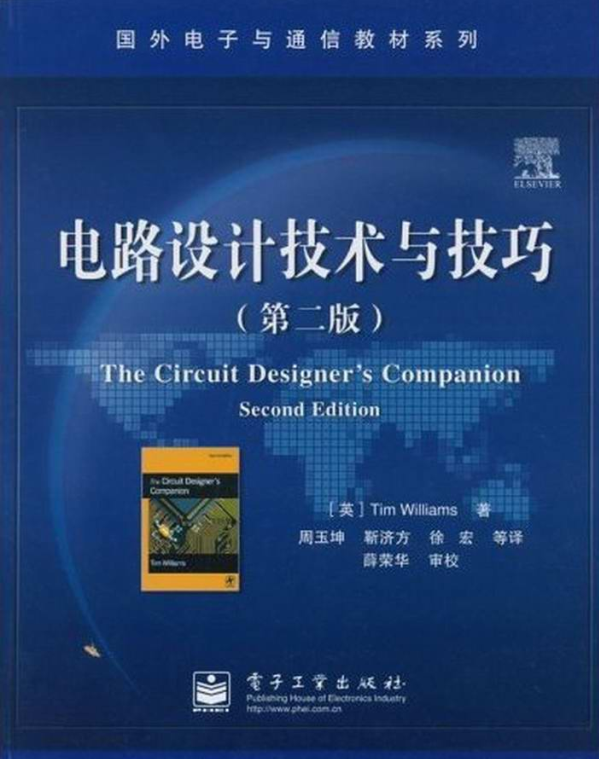 国外电子与通信教材系列
ELSEVIER
电路设计技术与技巧
（第二版）
The Circuit Designer's Companion
Second Edition
The Circuit Designer's
Companion
Tim Williams
［英］Tim Williams 著
周玉坤 靳济方 徐宏 等译
薛荣华 审校
PHEI
电子工业出版社
Publishing House of Electronics Industry
http://www.phei.com.cn